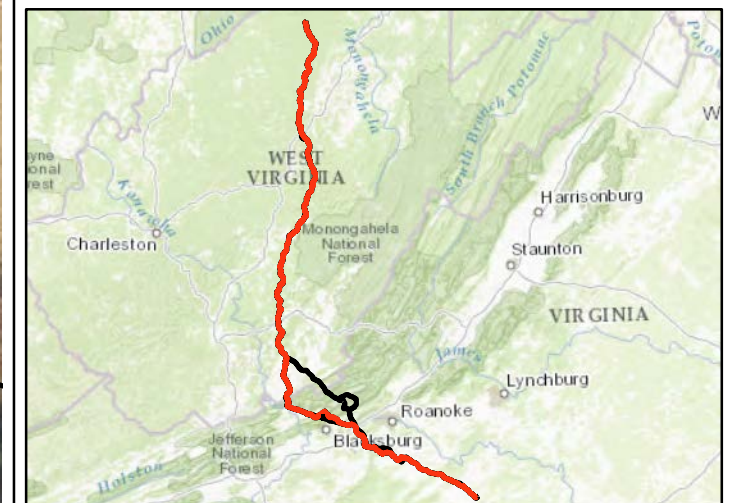 Ohio
Monongahela
South Branch Potomac
WEST
VIRGINIA
Kanawha
Charleston
Monongahela
National
Forest
Harrisonburg
Staunton
VIRGINIA
James
Lynchburg
Roanoke
Blacksburg
Jefferson
National
Forest
Holston